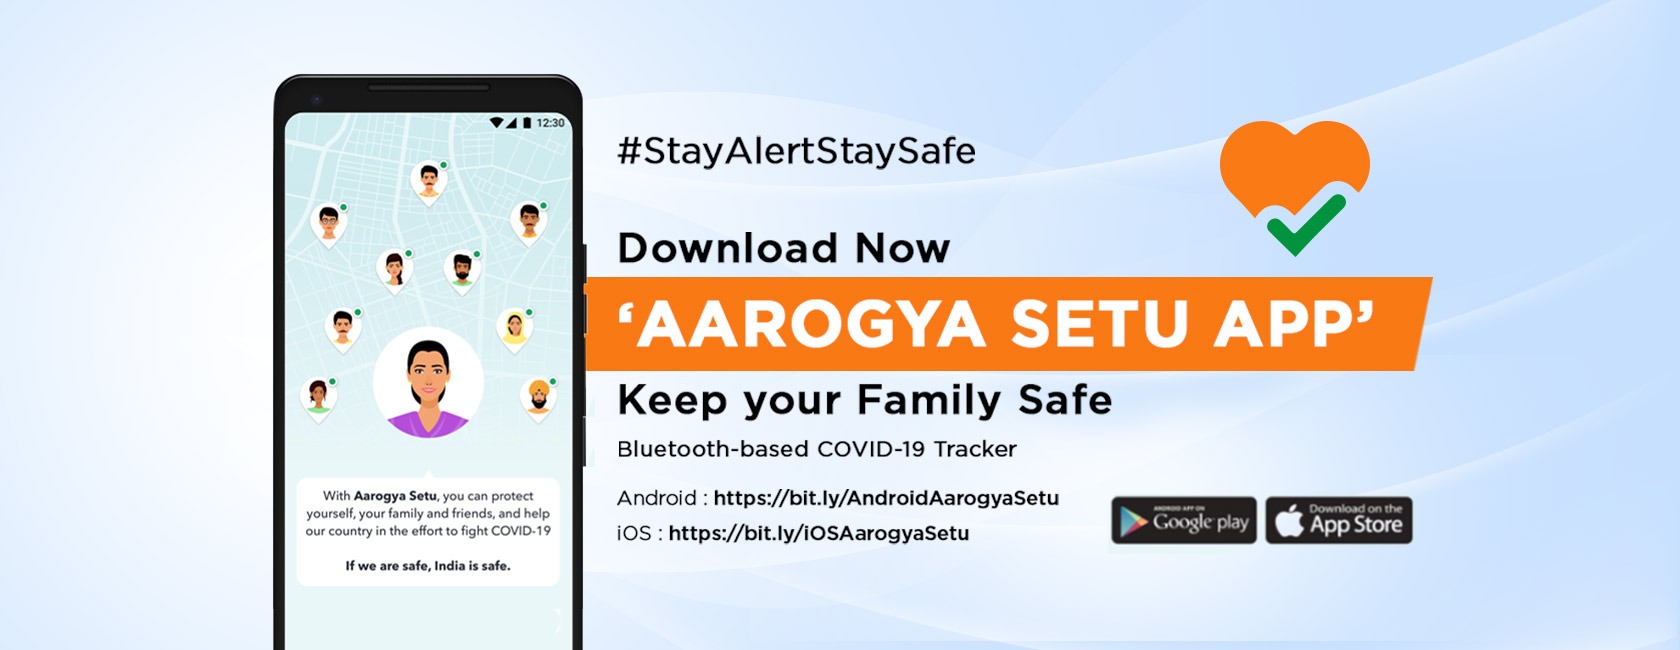 12:30
With Aarogya Setu, you can protect
yourself, your family and friends, and help
our country in the effort to fight COVID-19
If we are safe, India is safe.
#StayAlertStaySafe
Download Now
‘AAROGYA SETU APP’
Keep your Family Safe
Bluetooth-based COVID-19 Tracker
Android : https://bit.ly/AndroidAarogyaSetu
iOS : https://bit.ly/iOSAarogyaSetu
ANDROID APP ON
Google play
Download on the
App Store